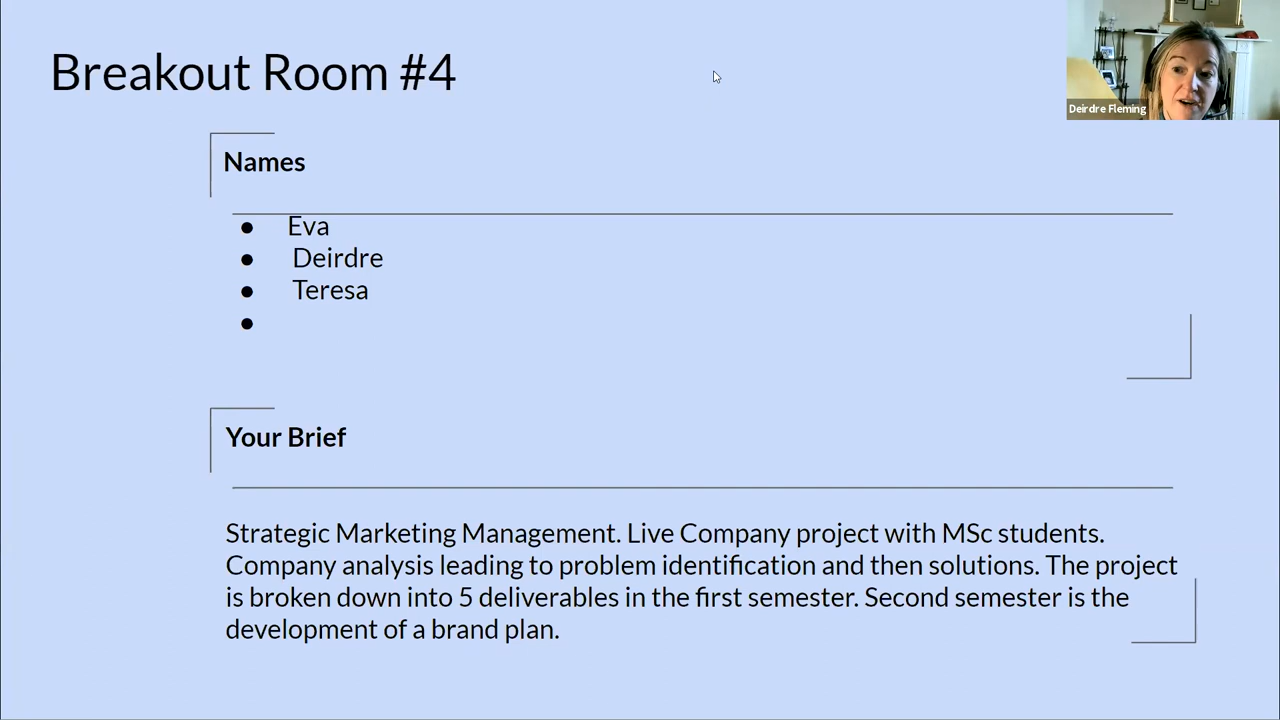 Breakout Room #4
Deirdre Fleming
Names
● Eva
● Deirdre
● Teresa
●
Your Brief
Strategic Marketing Management. Live Company project with MSc students.
Company analysis leading to problem identification and then solutions. The project
is broken down into 5 deliverables in the first semester. Second semester is the
development of a brand plan.